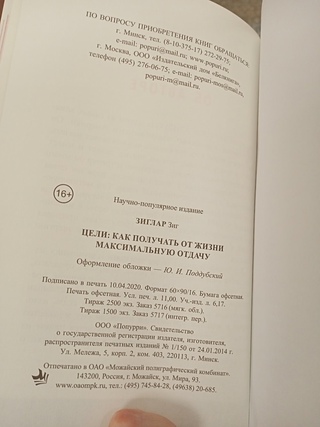 ПО ВОПРОСУ ПРИОБРЕТЕНИЯ КНИГ ОБРАЩАТЬСЯ
г. Минск, тел. (8-10-375-17) 272-29-75;
e-mail: popuri@mail.ru; www.popuri.ru;
г. Москва, ООО «Издательский дом «Белкнига»,
телефон (495) 276-06-75, e-mail: popuri-mos@mail.ru,
popuri-m@mail.ru.
16+
Научно-популярное издание
ЗИГЛАР Зиг
ЦЕЛИ: КАК ПОЛУЧАТЬ ОТ ЖИЗНИ
МАКСИМАЛЬНУЮ ОТДАЧУ
Оформление обложки — Ю. И. Поддубский
Подписано в печать 10.04.2020. Формат 60×90/16. Бумага офсетная.
Печать офсетная. Усл. печ. л. 11,00. Уч.-изд. л. 6,17.
Тираж 2500 экз. Заказ 5716 (мягк. обл.).
Тираж 1500 экз. Заказ 5717 (интегр. пер.).
ООО «Попурри». Свидетельство
о государственной регистрации издателя, изготовителя,
распространителя печатных изданий № 1/150 от 24.01.2014 г.
Ул. Мележа, 5, корп. 2, ком. 403, 220113, г. Минск.
Отпечатано в ОАО «Можайский полиграфический комбинат».
143200, Россия, г. Можайск, ул. Мира, 93.
www.oaompk.ru, тел.: (495) 745-84-28, (49638) 20-685.